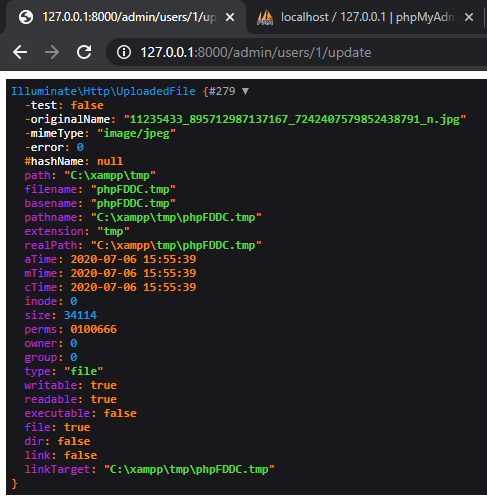 127.0.0.1:8000/admin/users/1/up
localhost / 127.0.0.1 | phpMyAdm
127.0.0.1:8000/admin/users/1/update
Illuminate\Http\UploadedFile {#279 ▼
-test: false
-originalName: "11235433_895712987137167_7242407579852438791_n.jpg"
-mimeType: "image/jpeg"
-error: 0
#hashName: null
path: "C:\xampp\tmp"
filename: "phpFDDC.tmp"
basename: "phpFDDC.tmp"
pathname: "C:\xampp\tmp\phpFDDC.tmp"
extension: "tmp"
realPath: "C:\xampp\tmp\phpFDDC.tmp"
aTime: 2020-07-06 15:55:39
mTime: 2020-07-06 15:55:39
cTime: 2020-07-06 15:55:39
inode: 0
size: 34114
perms: 0100666
owner: 0
group: 0
type: "file"
writable: true
readable: true
executable: false
file: true
dir: false
link: false
linkTarget: "C:\xampp\tmp\phpFDDC.tmp"
}